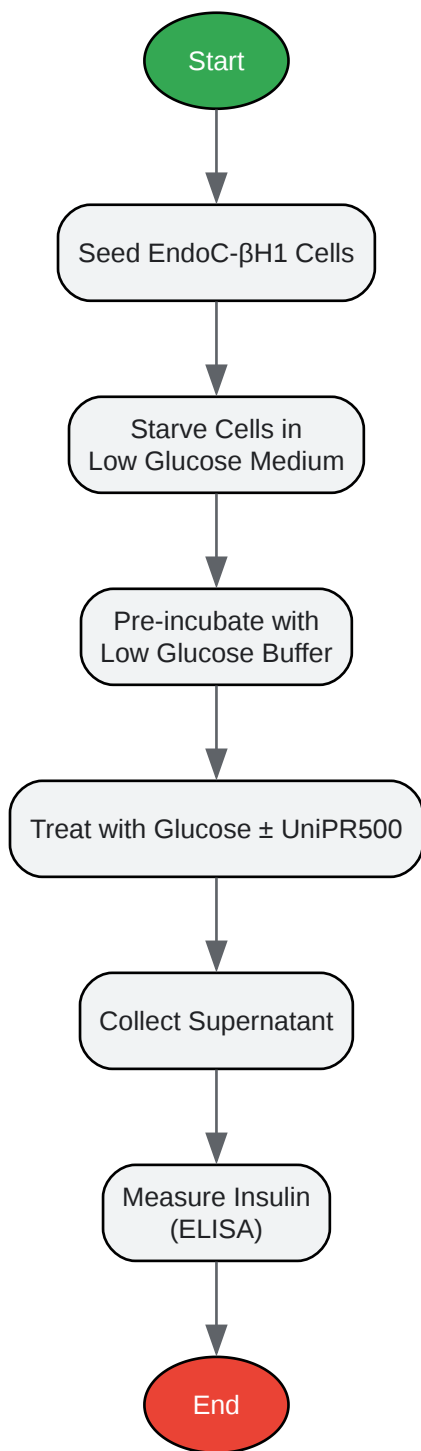 Start
Seed EndoC-βH1 Cells
Starve Cells in
Low Glucose Medium
Pre-incubate with
Low Glucose Buffer
Treat with Glucose ± UniPR500
Collect Supernatant
Measure Insulin
(ELISA)
End